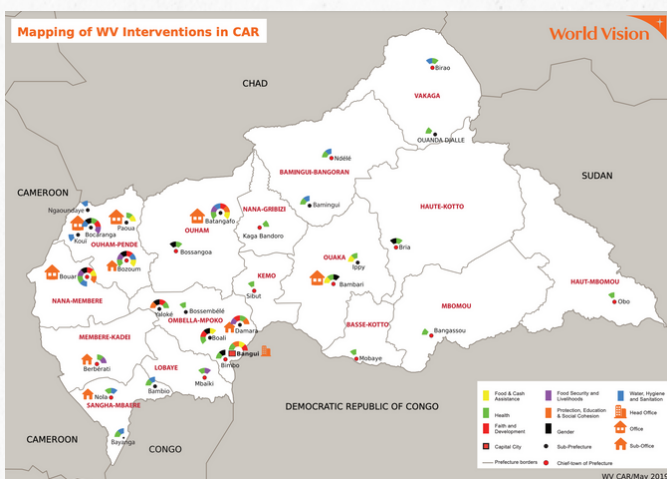 Mapping of WV Interventions in CAR
World Vision
Birao
VAKAGA
CHAD
OUANDA DJALLE
Ndélé
BAMINGUI-BANGORAN
CAMEROON
SUDAN
Ngaoundaye
Paoua
Batangafo
NANA-GRIBIZI
Bamingui
HAUTE-KOTTO
Bocaranga
Koui
OUHAM-PENDE
OUHAM
Kaga Bandoro
Bossangoa
Bria
Bozoum
OUAKA
Ippy
Bouar
KEMO
Bambari
HAUT-MBOMOU
NANA-MEMBERE
Sibut
Obo
Yaloké
Bossembélé
MBOMOU
OMBELLA-MPOKO
BASSE-KOTTO
Damara
Bangassou
MEMBERE-KADEI
Boali
Bangui
Mobaye
Berbérati
LOBAYE
Bimbo
Mbaïki
Bambio
Nola
SANGHA-MBAERE
DEMOCRATIC REPUBLIC OF CONGO
Bayanga
CAMEROON
CONGO
Food & Cash
Assistance
Food Security and
Livelihoods
Water, Hygiene
and Sanitation
Health
Protection, Education
& Social Cohesion
Head Office
Faith and
Development
Gender
Office
Capital City
Sub-Prefecture
Sub-Office
Prefecture borders
Chief-town of Prefecture
WV CAR/May 2019